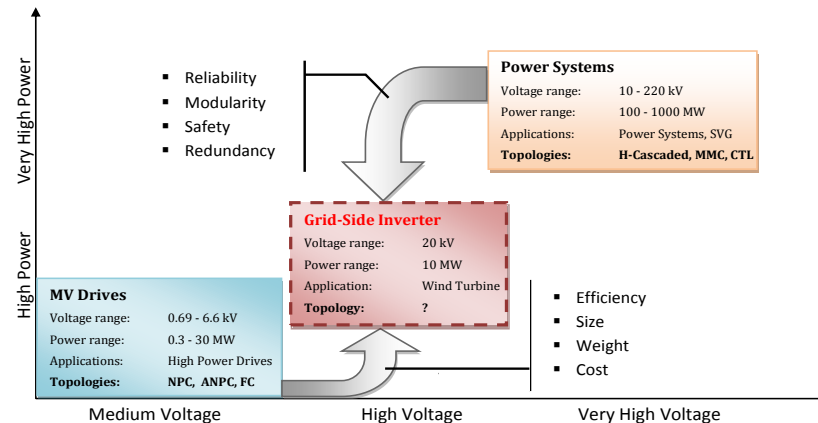 Very High Power
High Power
▪ Reliability
▪ Modularity
▪ Safety
▪ Redundancy
Power Systems
Voltage range: 10 - 220 kV
Power range: 100 - 1000 MW
Applications: Power Systems, SVG
Topologies: H-Cascaded, MMC, CTL
Grid-Side Inverter
Voltage range: 20 kV
Power range: 10 MW
Application: Wind Turbine
Topology: ?
MV Drives
Voltage range: 0.69 - 6.6 kV
Power range: 0.3 - 30 MW
Applications: High Power Drives
Topologies: NPC, ANPC, FC
▪ Efficiency
▪ Size
▪ Weight
▪ Cost
Medium Voltage
High Voltage
Very High Voltage